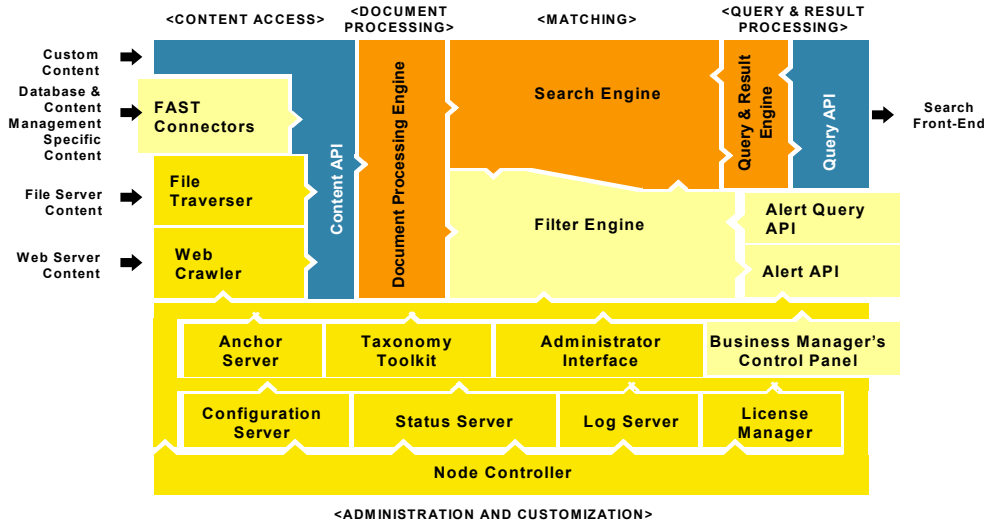 <CONTENT ACCESS>
<DOCUMENT
PROCESSING>
<MATCHING>
<QUERY & RESULT
PROCESSING>
Custom
Content
Database &
Content
Management
Specific
Content
File Server
Content
Web Server
Content
FAST
Connectors
File
Traverser
Web
Crawler
Content API
Document Processing Engine
Search Engine
Query & Result
Engine
Query API
Search
Front-End
Filter Engine
Alert Query
API
Alert API
Anchor
Server
Taxonomy
Toolkit
Administrator
Interface
Business Manager's
Control Panel
Configuration
Server
Status Server
Log Server
License
Manager
Node Controller
<ADMINISTRATION AND CUSTOMIZATION>